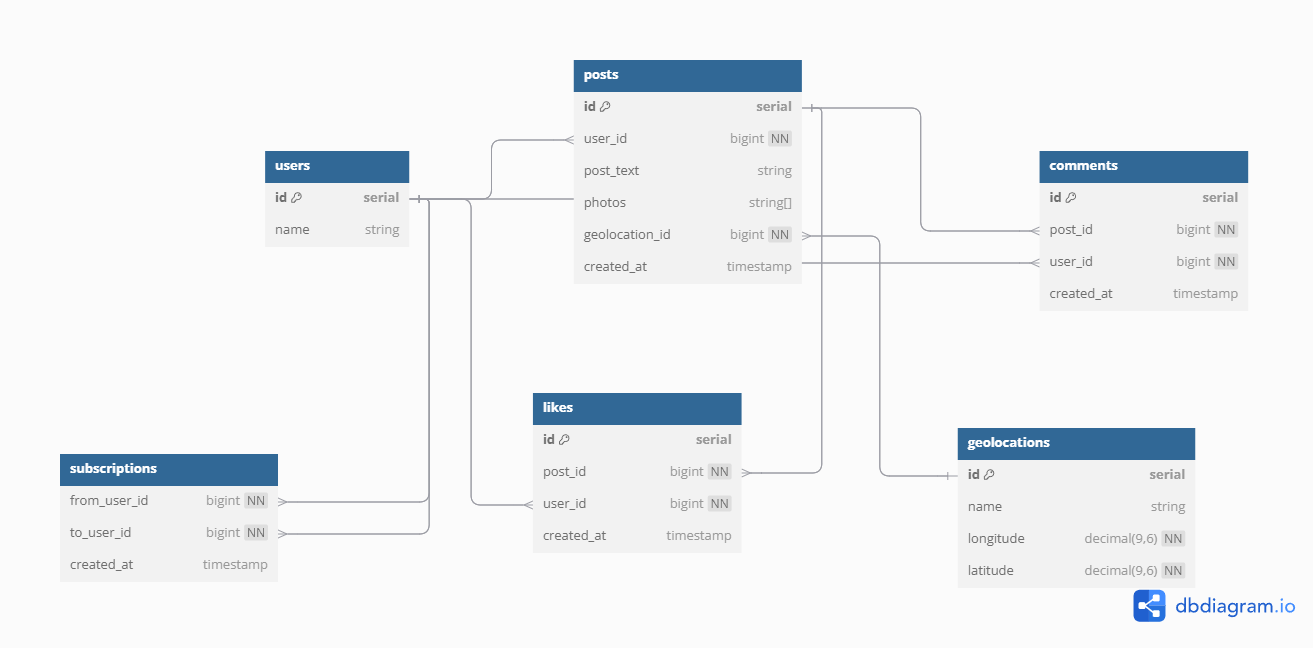 posts
id serial
user_id bigint NN
post_text string
photos string[]
geolocation_id bigint NN
created_at timestamp
users
id serial
name string
comments
id serial
post_id bigint NN
user_id bigint NN
created_at timestamp
likes
id serial
post_id bigint NN
user_id bigint NN
created_at timestamp
subscriptions
from_user_id bigint NN
to_user_id bigint NN
created_at timestamp
geolocations
id serial
name string
longitude decimal(9,6) NN
latitude decimal(9,6) NN
dbdiagram.io